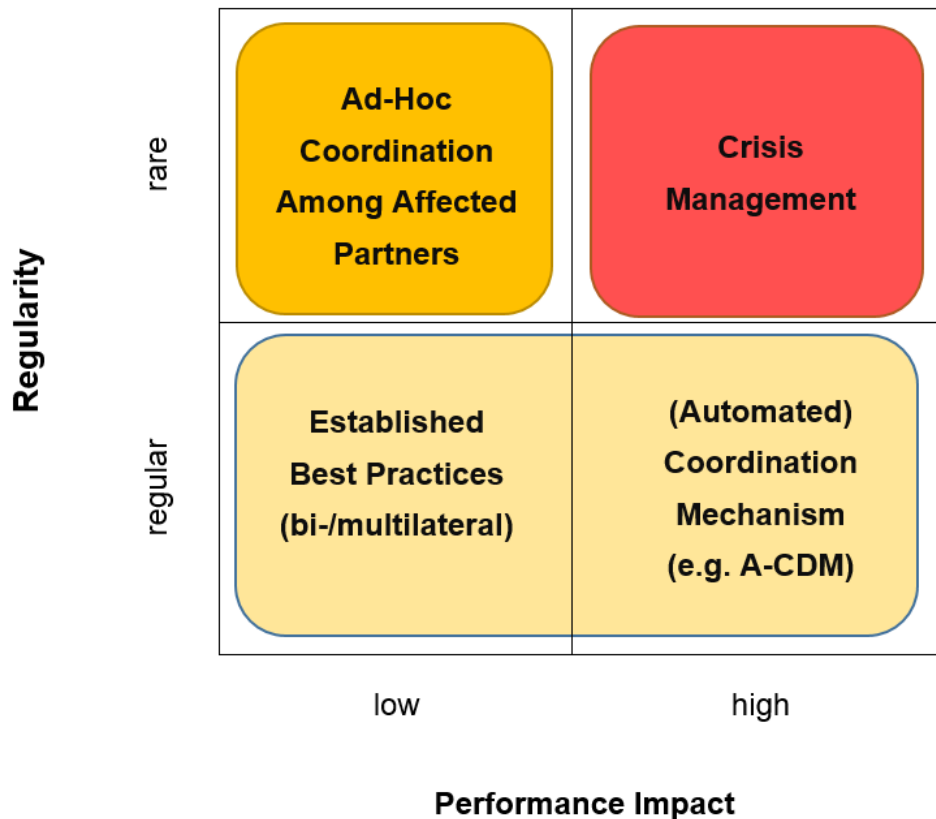 Regularity
rare
Ad-Hoc
Coordination
Among Affected
Partners
Crisis
Management
regular
Established
Best Practices
(bi-/multilateral)
(Automated)
Coordination
Mechanism
(e.g. A-CDM)
low
high
Performance Impact